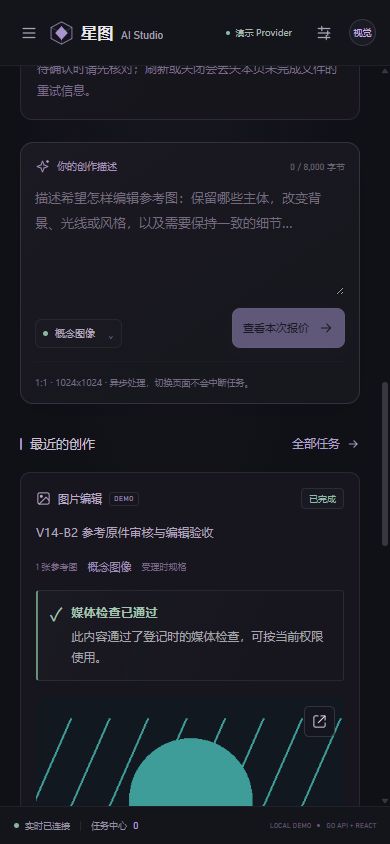 星图 AI Studio
演示 Provider
视觉
待确认时请先核对；刷新或关闭会丢失本页未完成文件的
重试信息。
你的创作描述
0 / 8,000 字节
描述希望怎样编辑参考图：保留哪些主体，改变背
景、光线或风格，以及需要保持一致的细节...
概念图像
查看本次报价 →
1:1 · 1024x1024 · 异步处理，切换页面不会中断任务。
最近的创作
全部任务 →
图片编辑 DEMO
已完成
V14-B2 参考原件审核与编辑验收
1 张参考图 概念图像 受理时规格
媒体检查已通过
此内容通过了登记时的媒体检查，可按当前权限
使用。
实时已连接
任务中心 0
LOCAL DEMO • GO API + REACT